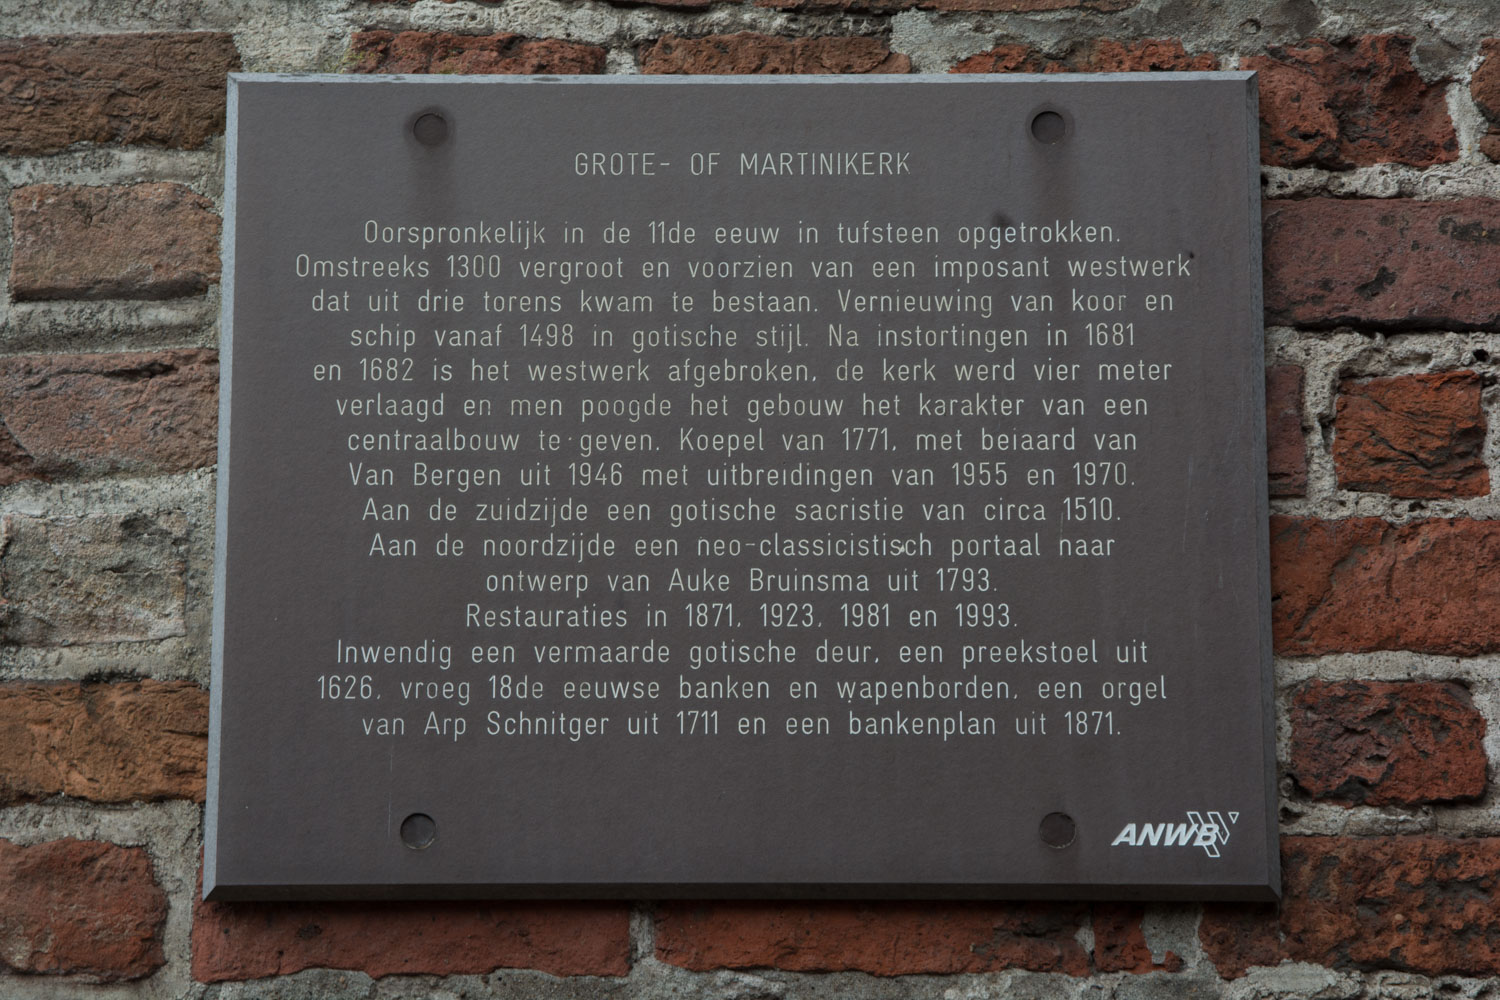 GROTE- OF MARTINIKERK
Oorspronkelijk in de 11de eeuw in tufsteen opgetrokken.
Omstreeks 1300 vergroot en voorzien van een imposant westwerk
dat uit drie torens kwam te bestaan. Vernieuwing van koor en
schip vanaf 1498 in gotische stijl. Na instortingen in 1681
en 1682 is het westwerk afgebroken, de kerk werd vier meter
verlaagd en men poogde het gebouw het karakter van een
centraalbouw te geven. Koepel van 1771, met beiaard van
Van Bergen uit 1946 met uitbreidingen van 1955 en 1970.
Aan de zuidzijde een gotische sacristie van circa 1510.
Aan de noordzijde een neo-classicistisch portaal naar
ontwerp van Auke Bruinsma uit 1793.
Restauraties in 1871, 1923, 1981 en 1993.
Inwendig een vermaarde gotische deur, een preekstoel uit
1626, vroeg 18de eeuwse banken en wapenborden, een orgel
van Arp Schnitger uit 1711 en een bankenplan uit 1871.
ANWB